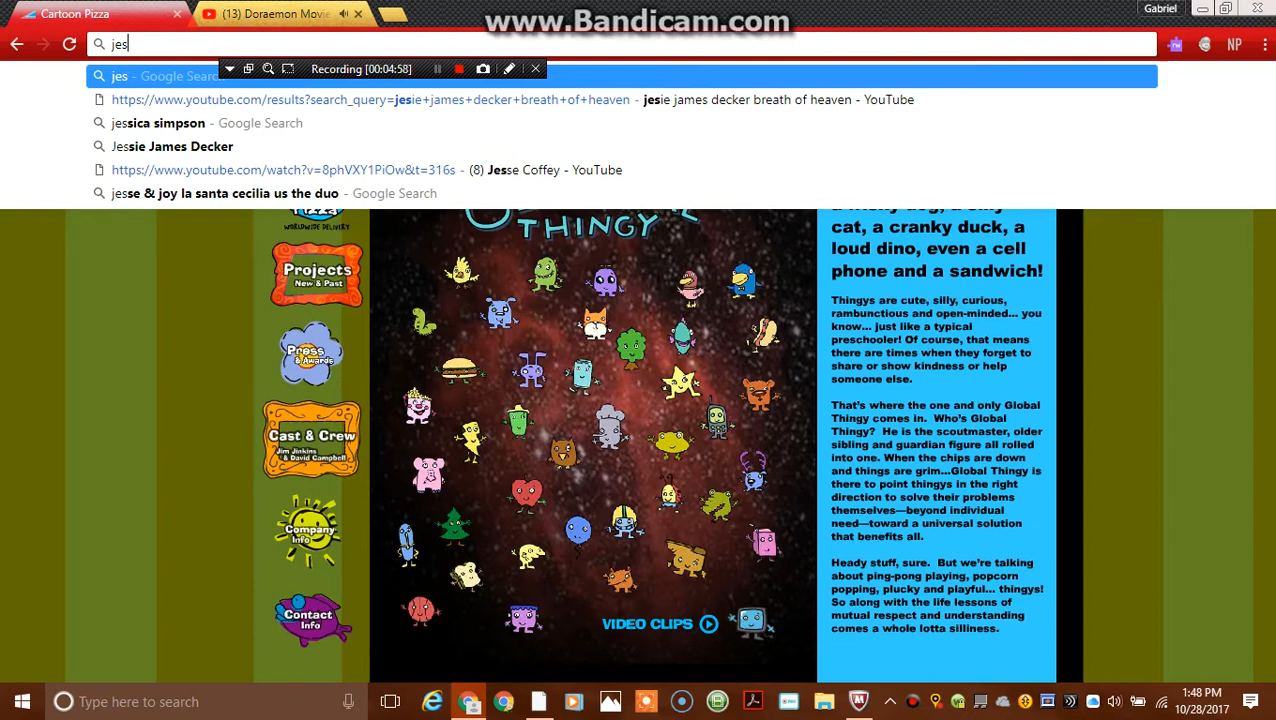 www.Bandicam.com
Cartoon Pizza
(13) Doraemon Movie
Gabriel
jes
NP
Recording [00:04:58]
jes - Google Search
https://www.youtube.com/results?search_query=jesie+james+decker+breath+of+heaven - jesie james decker breath of heaven - YouTube
jessica simpson - Google Search
Jessie James Decker
https://www.youtube.com/watch?v=8phVXY1PiOw&t=316s - (8) Jesse Coffey - YouTube
jesse & joy la santa cecilia us the duo - Google Search
WORLDWIDE DELIVERY
Projects
New & Past
Press
& Awards
Cast & Crew
Jim Jinkins
& David Campbell
Company
Info
Contact
Info
THINGY
VIDEO CLIPS
cat, a cranky duck, a
loud dino, even a cell
phone and a sandwich!
Thingys are cute, silly, curious,
rambunctious and open-minded... you
know... just like a typical
preschooler! Of course, that means
there are times when they forget to
share or show kindness or help
someone else.
That's where the one and only Global
Thingy comes in. Who's Global
Thingy? He is the scoutmaster, older
sibling and guardian figure all rolled
into one. When the chips are down
and things are grim...Global Thingy is
there to point thingys in the right
direction to solve their problems
themselves—beyond individual
need—toward a universal solution
that benefits all.
Heady stuff, sure. But we're talking
about ping-pong playing, popcorn
popping, plucky and playful... thingys!
So along with the life lessons of
mutual respect and understanding
comes a whole lotta silliness.
Type here to search
1:48 PM
10/28/2017